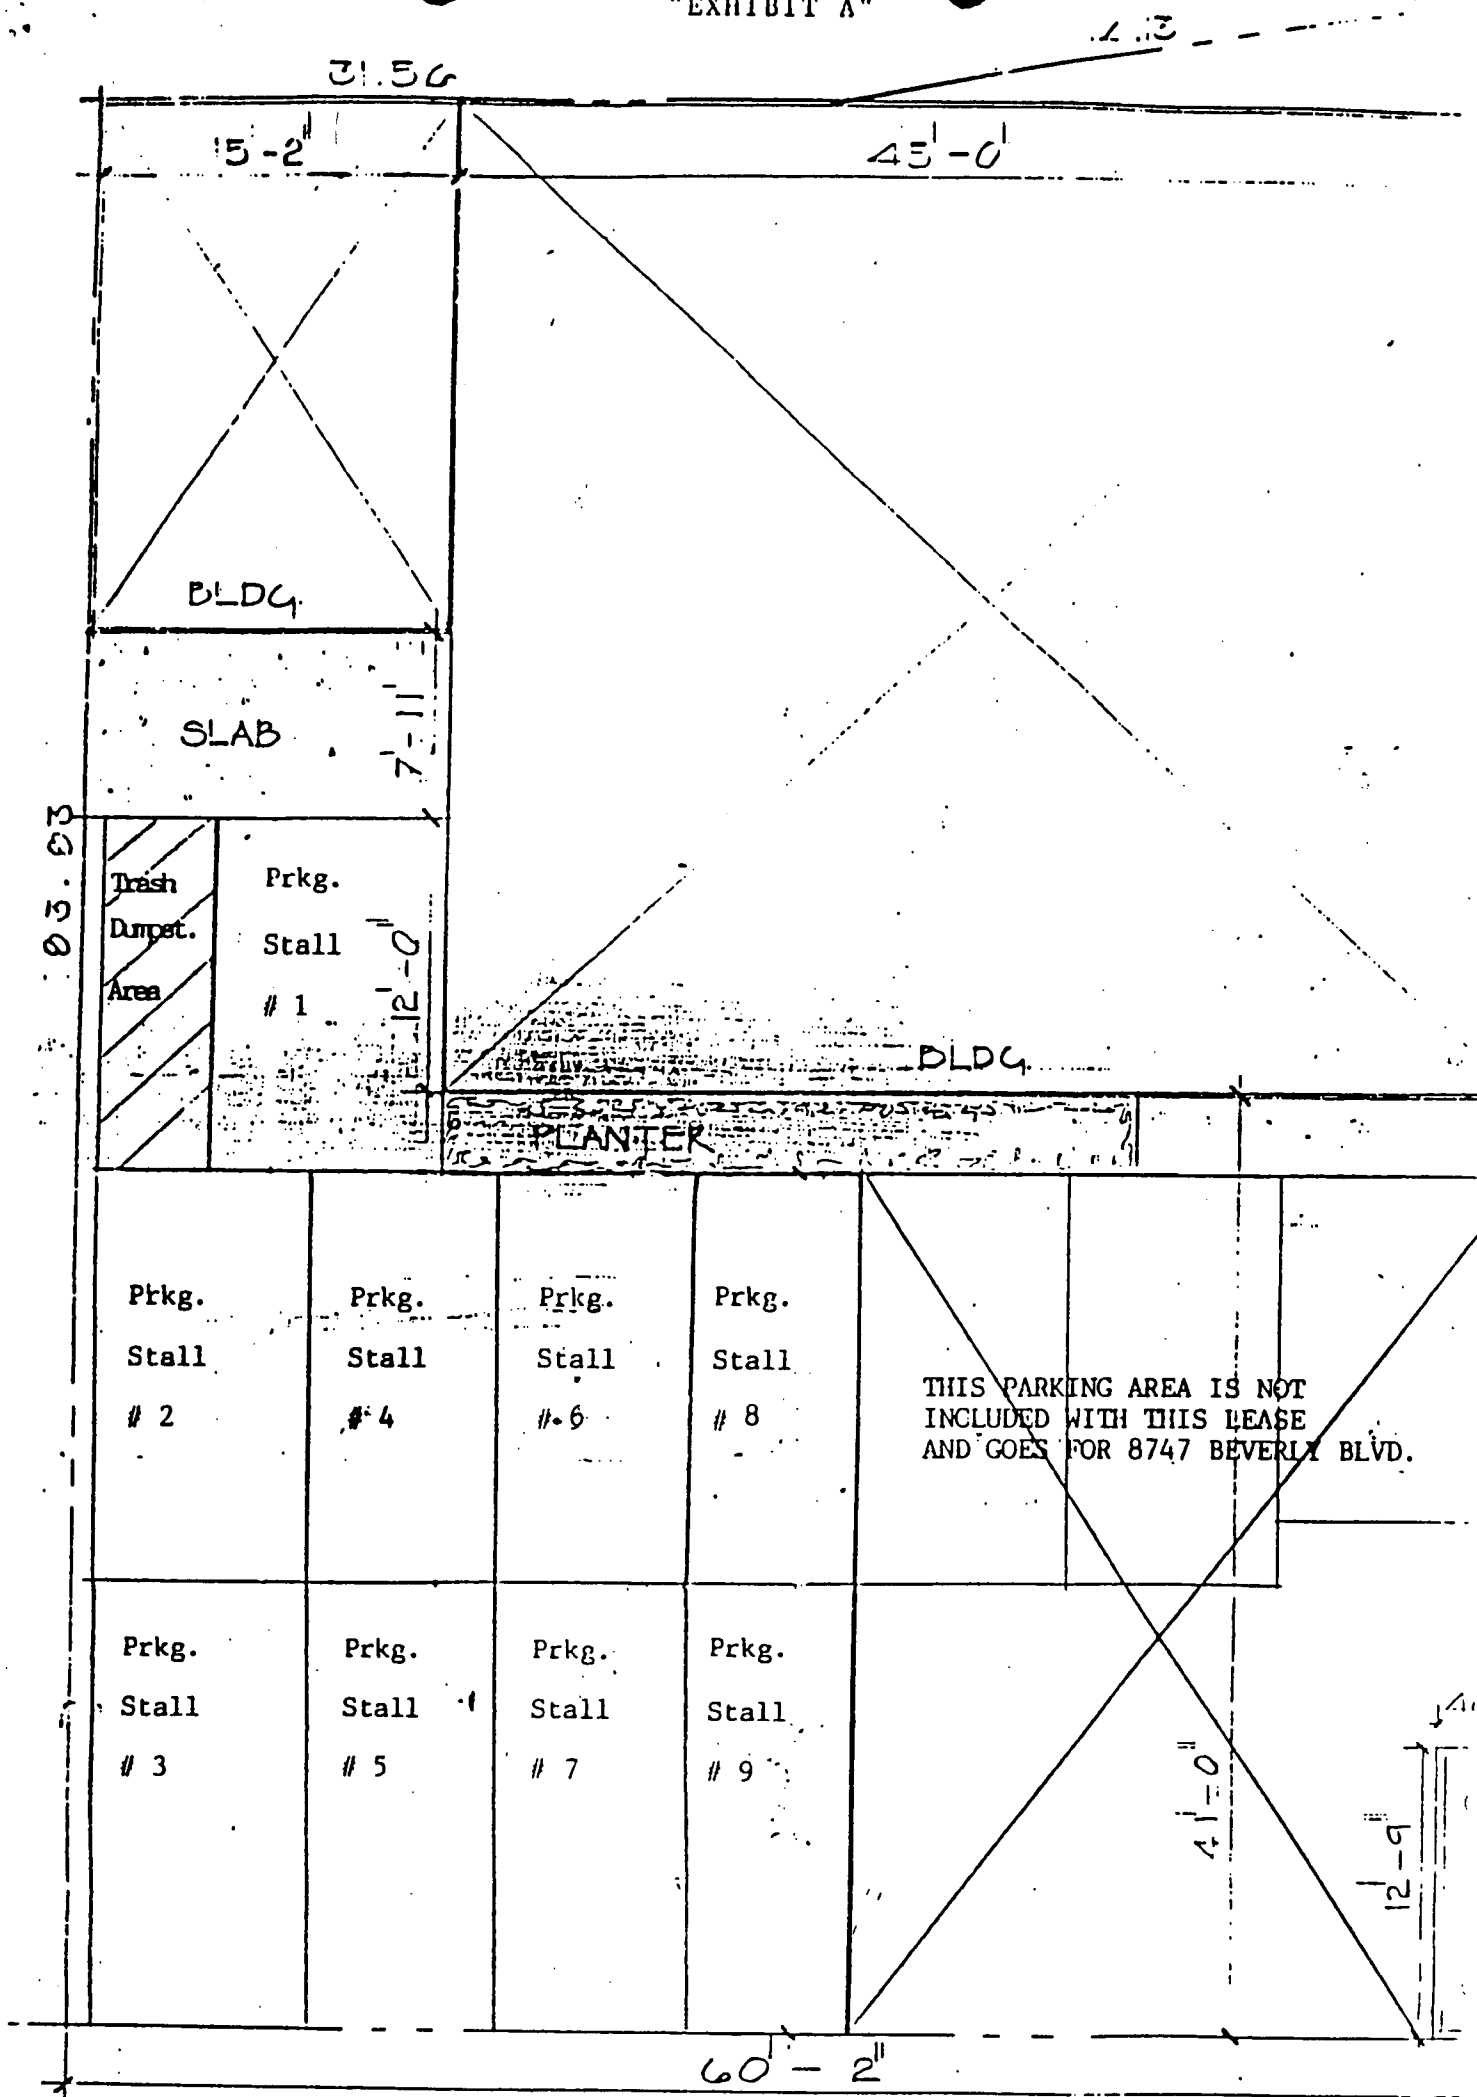 "EXHIBIT A"
31.56
15'-2"
45'-0"
BLDG.
SLAB
7'-11"
Trash
Dumpst.
Area
Prkg.
Stall
# 1
12'-0"
BLDG.
PLANTER
Prkg.
Stall
# 2
Prkg.
Stall
# 4
Prkg.
Stall
# 6
Prkg.
Stall
# 8
THIS PARKING AREA IS NOT
INCLUDED WITH THIS LEASE
AND GOES FOR 8747 BEVERLY BLVD.
Prkg.
Stall
# 3
Prkg.
Stall
# 5
Prkg.
Stall
# 7
Prkg.
Stall
# 9
41'-0"
12'-9"
60'-2"